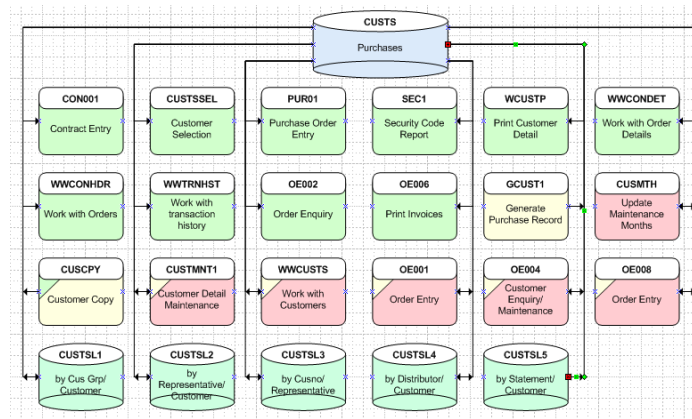 CUSTS
Purchases
CON001
Contract Entry
CUSTSSEL
Customer
Selection
PUR01
Purchase Order
Entry
SEC1
Security Code
Report
WCUSTP
Print Customer
Detail
WWCONDET
Work with Order
Details
WWCONHDR
Work with Orders
WWTRNHST
Work with
transaction
history
OE002
Order Enquiry
OE006
Print Invoices
GCUST1
Generate
Purchase Record
CUSMTH
Update
Maintenance
Months
CUSCPY
Customer Copy
CUSTMNT1
Customer Detail
Maintenance
WWCUSTS
Work with
Customers
OE001
Order Entry
OE004
Customer
Enquiry/
Maintenance
OE008
Order Entry
CUSTSL1
by Cus Grp/
Customer
CUSTSL2
by
Representative/
Customer
CUSTSL3
by Cusno/
Representative
CUSTSL4
by Distributor/
Customer
CUSTSL5
by Statement/
Customer